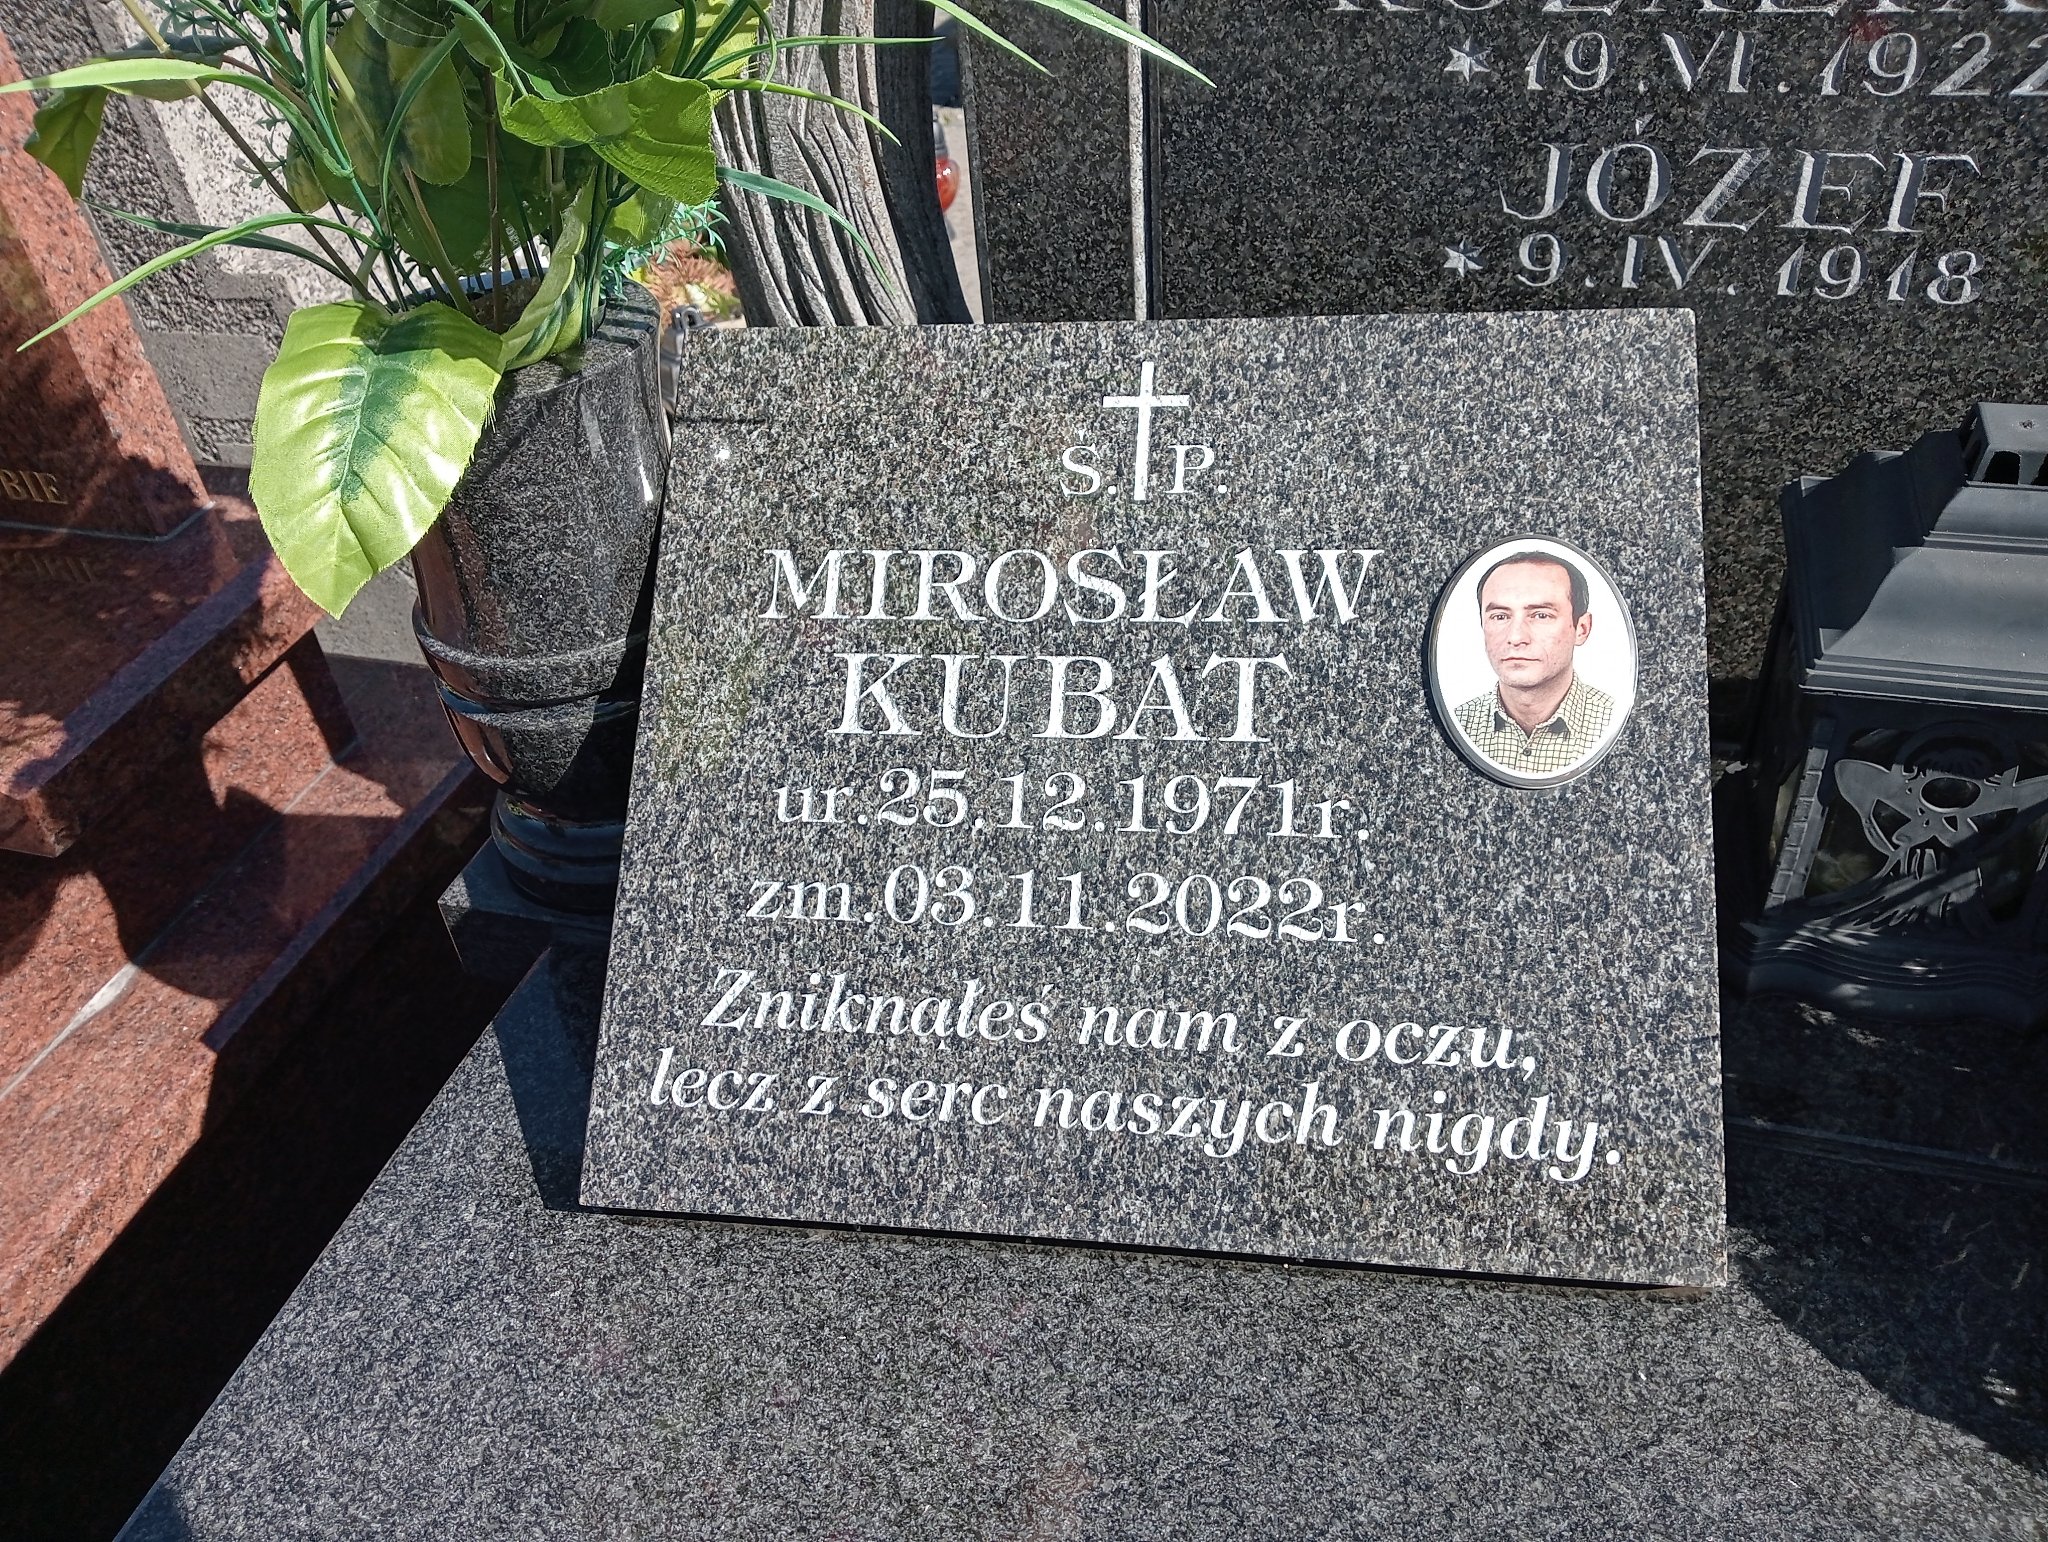 * 19.VI.1922
JÓZEF
* 9.IV.1918
BIE
Ś.P.
MIROSŁAW
KUBAT
ur.25.12.1971r.
zm.03.11.2022r.
Zniknąłeś nam z oczu,
lecz z serc naszych nigdy.